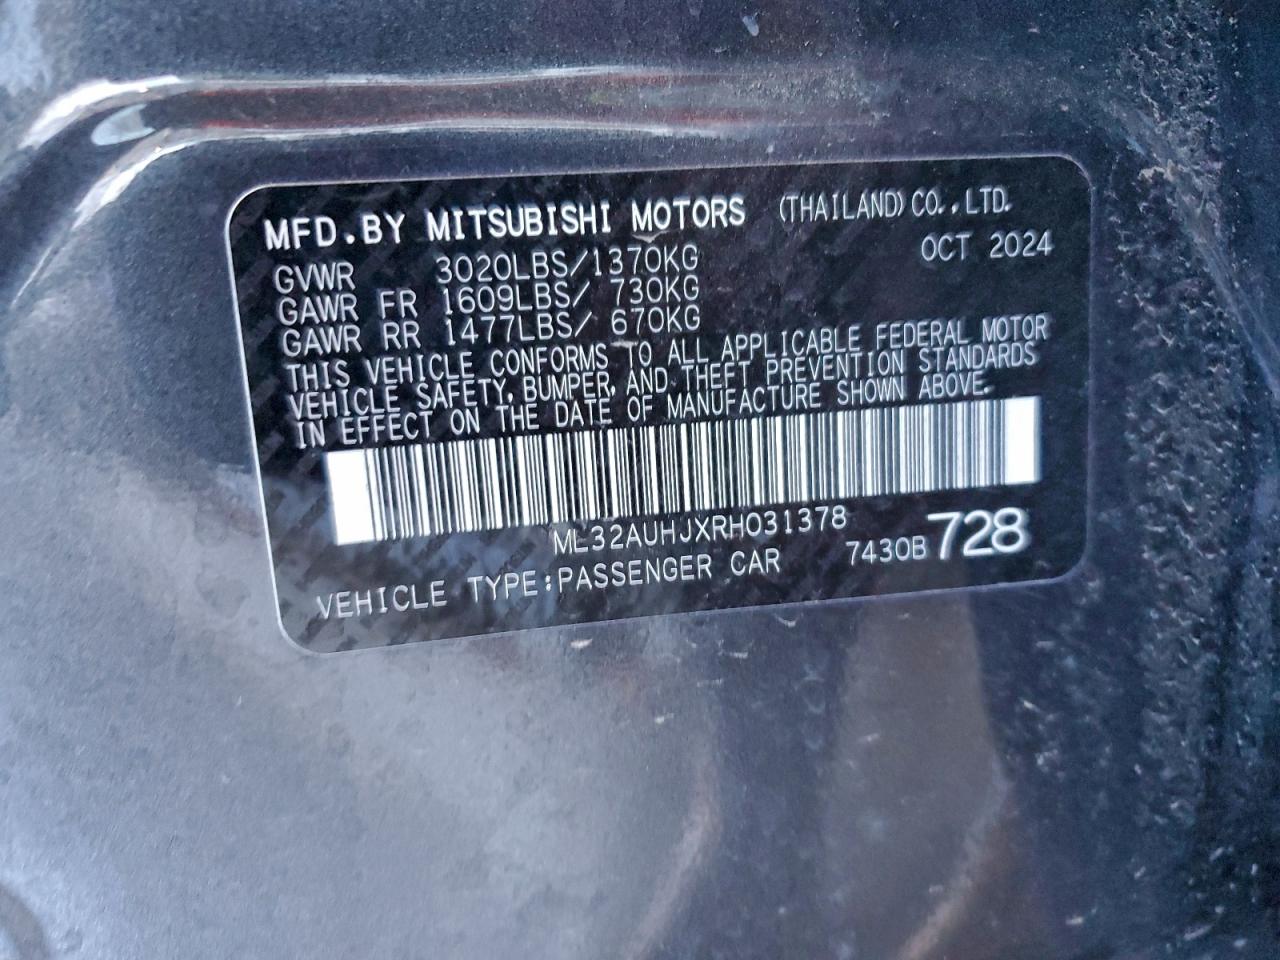 MFD.BY MITSUBISHI MOTORS (THAILAND) CO., LTD.
OCT 2024
GVWR 3020LBS/1370KG
GAWR FR 1609LBS/ 730KG
GAWR RR 1477LBS/ 670KG
THIS VEHICLE CONFORMS TO ALL APPLICABLE FEDERAL MOTOR
VEHICLE SAFETY, BUMPER, AND THEFT PREVENTION STANDARDS
IN EFFECT ON THE DATE OF MANUFACTURE SHOWN ABOVE.
ML32AUHJXRH031378
VEHICLE TYPE:PASSENGER CAR 7430B 728